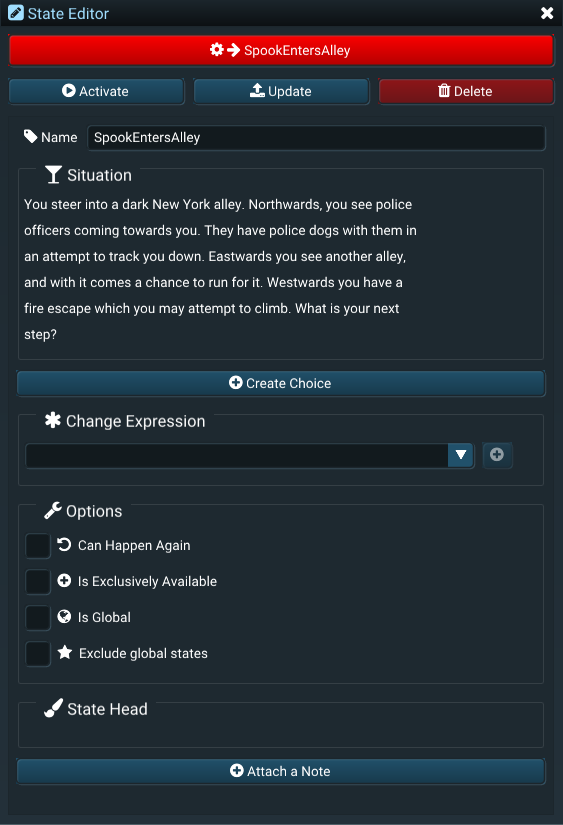 State Editor
SpookEntersAlley
Activate
Update
Delete
Name
SpookEntersAlley
Situation
You steer into a dark New York alley. Northwards, you see police
officers coming towards you. They have police dogs with them in
an attempt to track you down. Eastwards you see another alley,
and with it comes a chance to run for it. Westwards you have a
fire escape which you may attempt to climb. What is your next
step?
Create Choice
Change Expression
Options
Can Happen Again
Is Exclusively Available
Is Global
Exclude global states
State Head
Attach a Note